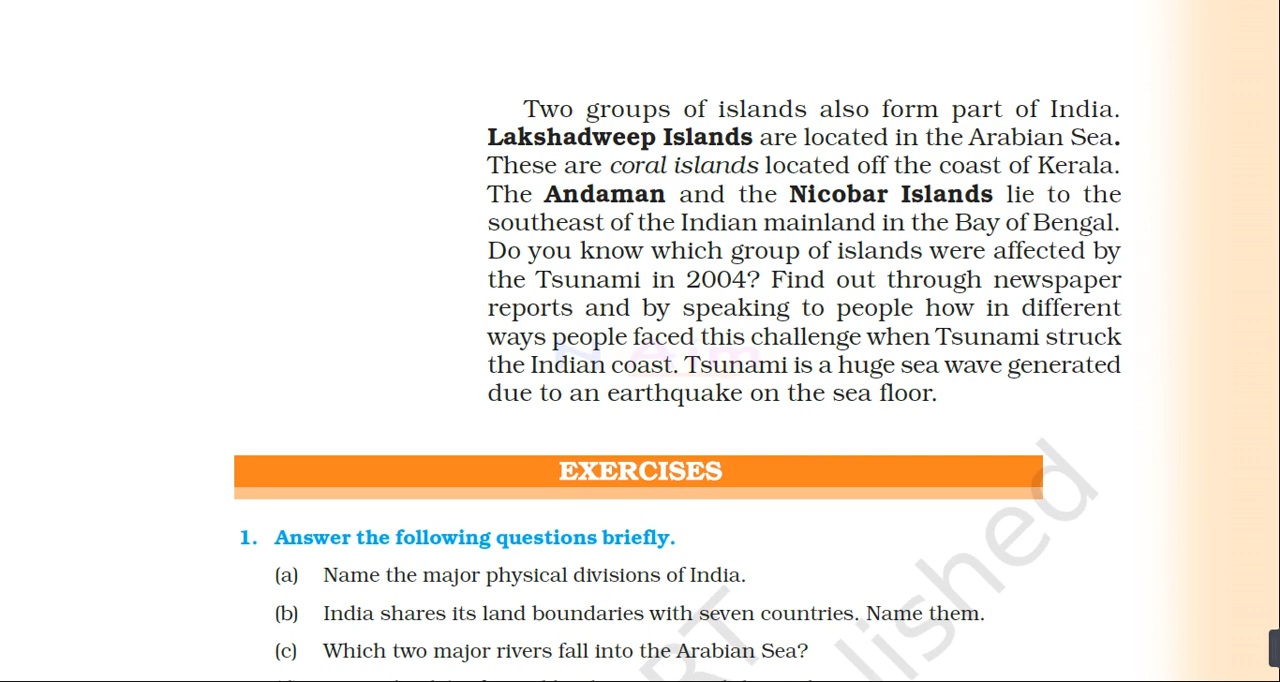 Two groups of islands also form part of India.
Lakshadweep Islands are located in the Arabian Sea.
These are coral islands located off the coast of Kerala.
The Andaman and the Nicobar Islands lie to the
southeast of the Indian mainland in the Bay of Bengal.
Do you know which group of islands were affected by
the Tsunami in 2004? Find out through newspaper
reports and by speaking to people how in different
ways people faced this challenge when Tsunami struck
the Indian coast. Tsunami is a huge sea wave generated
due to an earthquake on the sea floor.
EXERCISES
1. Answer the following questions briefly.
(a) Name the major physical divisions of India.
(b) India shares its land boundaries with seven countries. Name them.
(c) Which two major rivers fall into the Arabian Sea?